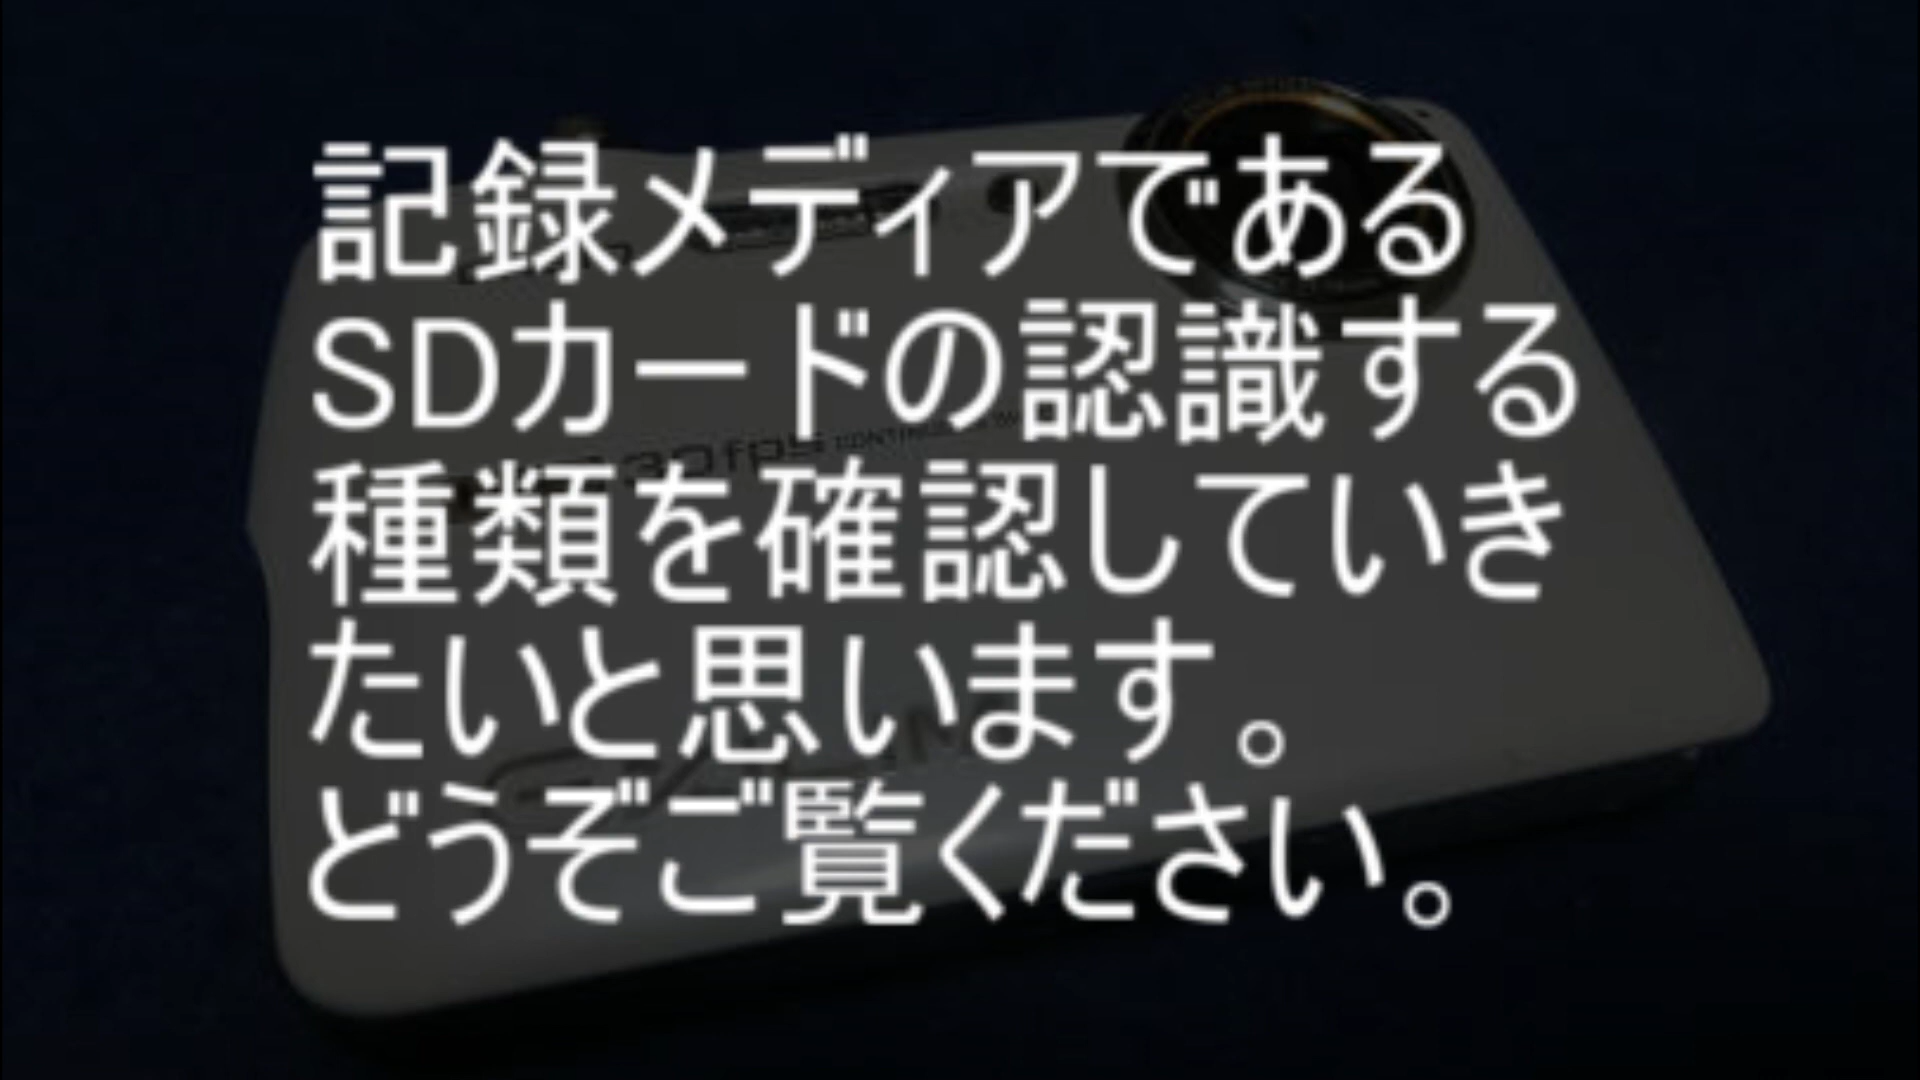 記録メディアである
SDカードの認識する
種類を確認していき
たいと思います。
どうぞご覧ください。
30fps
EXILIM